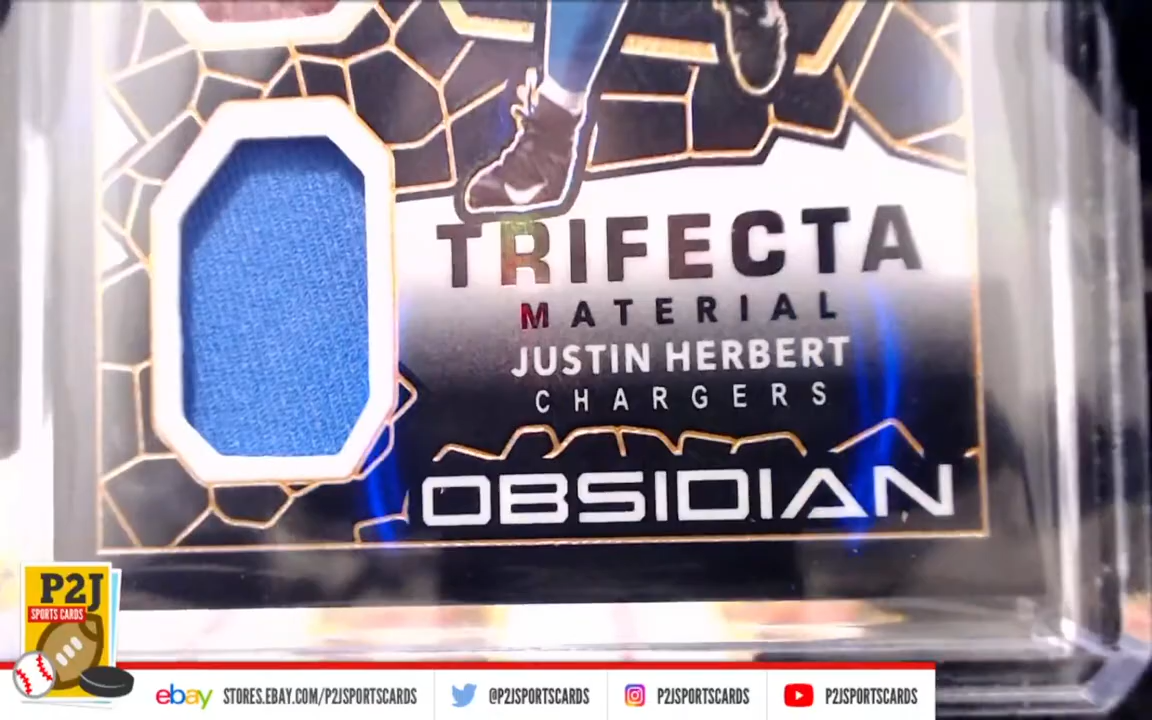 TRIFECTA
MATERIAL
JUSTIN HERBERT
CHARGERS
OBSIDIAN
P2J
SPORTS CARDS
ebay STORES.EBAY.COM/P2JSPORTSCARDS @P2JSPORTSCARDS P2JSPORTSCARDS P2JSPORTSCARDS